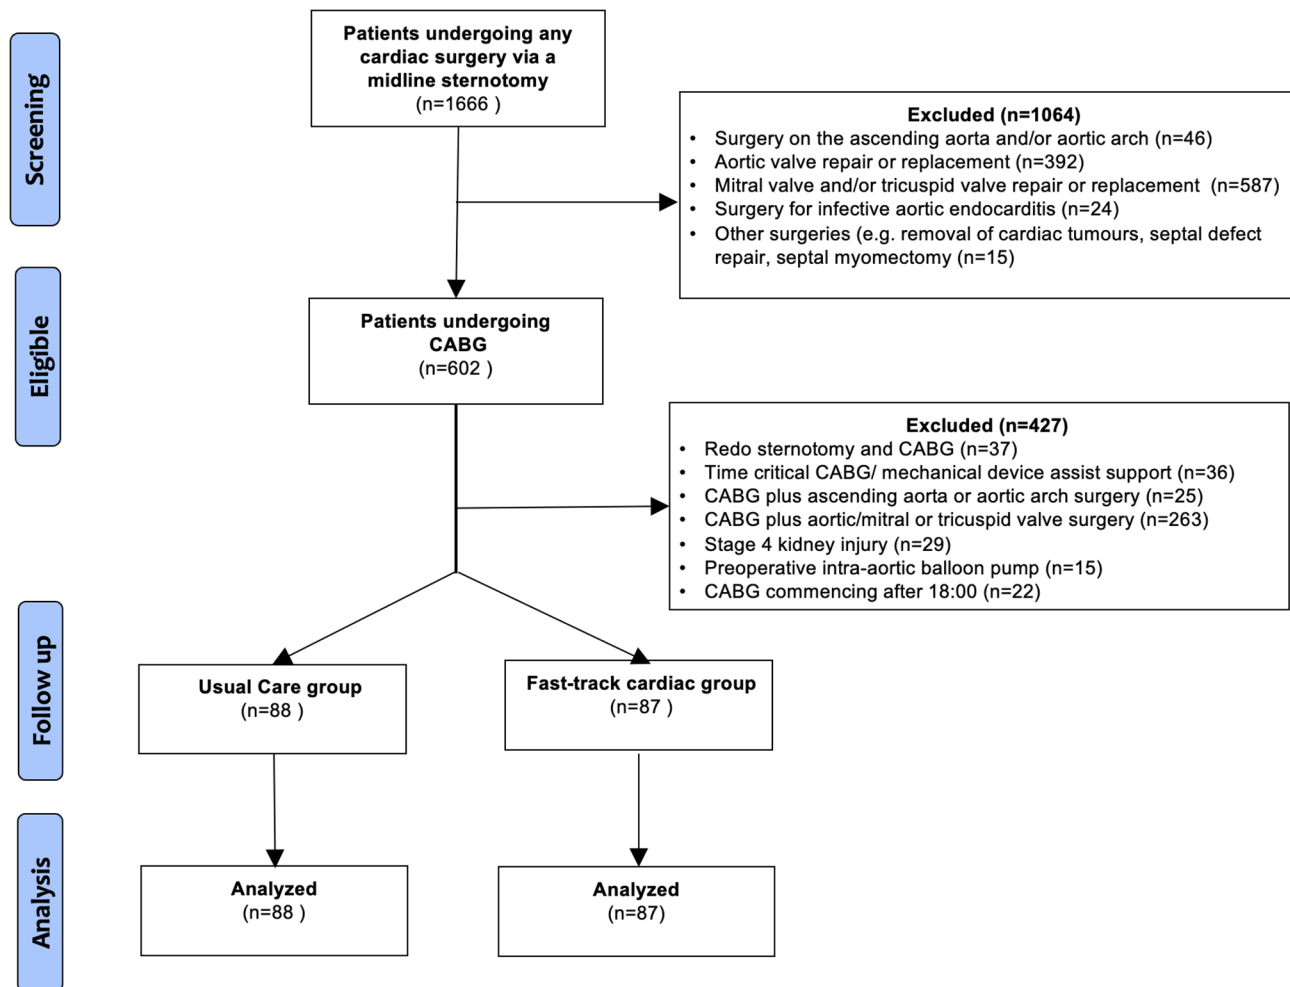 Screening
Patients undergoing any
cardiac surgery via a
midline sternotomy
(n=1666 )
Excluded (n=1064)
• Surgery on the ascending aorta and/or aortic arch (n=46)
• Aortic valve repair or replacement (n=392)
• Mitral valve and/or tricuspid valve repair or replacement (n=587)
• Surgery for infective aortic endocarditis (n=24)
• Other surgeries (e.g. removal of cardiac tumours, septal defect
repair, septal myomectomy (n=15)
Eligible
Patients undergoing
CABG
(n=602 )
Excluded (n=427)
• Redo sternotomy and CABG (n=37)
• Time critical CABG/ mechanical device assist support (n=36)
• CABG plus ascending aorta or aortic arch surgery (n=25)
• CABG plus aortic/mitral or tricuspid valve surgery (n=263)
• Stage 4 kidney injury (n=29)
• Preoperative intra-aortic balloon pump (n=15)
• CABG commencing after 18:00 (n=22)
Follow up
Usual Care group
(n=88 )
Fast-track cardiac group
(n=87 )
Analysis
Analyzed
(n=88 )
Analyzed
(n=87)